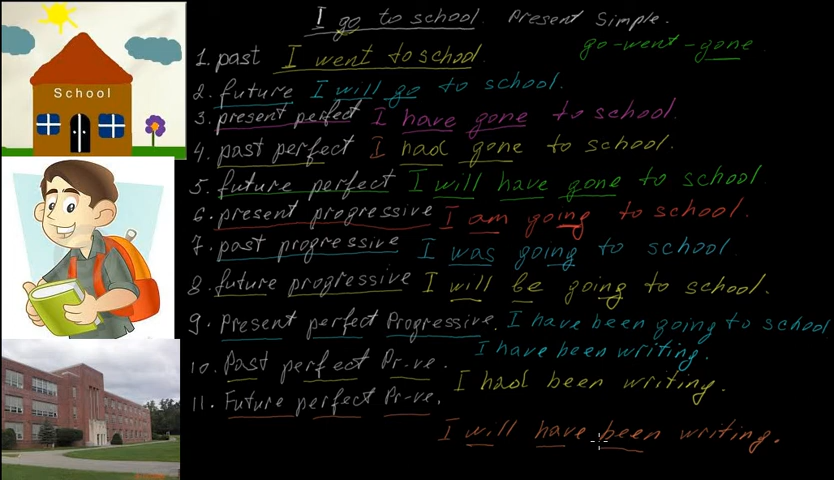 I go to school. Present Simple.
School
1. past I went to school. go-went-gone
2. future I will go to school.
3. present perfect I have gone to school.
4. past perfect I had gone to school.
5. future perfect I will have gone to school
6. present progressive I am going to school.
7. past progressive I was going to school.
8. future progressive I will be going to school.
9. Present perfect Progressive. I have been going to school
I have been writing.
10. Past perfect Pr-ve.
I had been writing.
11. Future perfect Pr-ve.
I will have been writing.